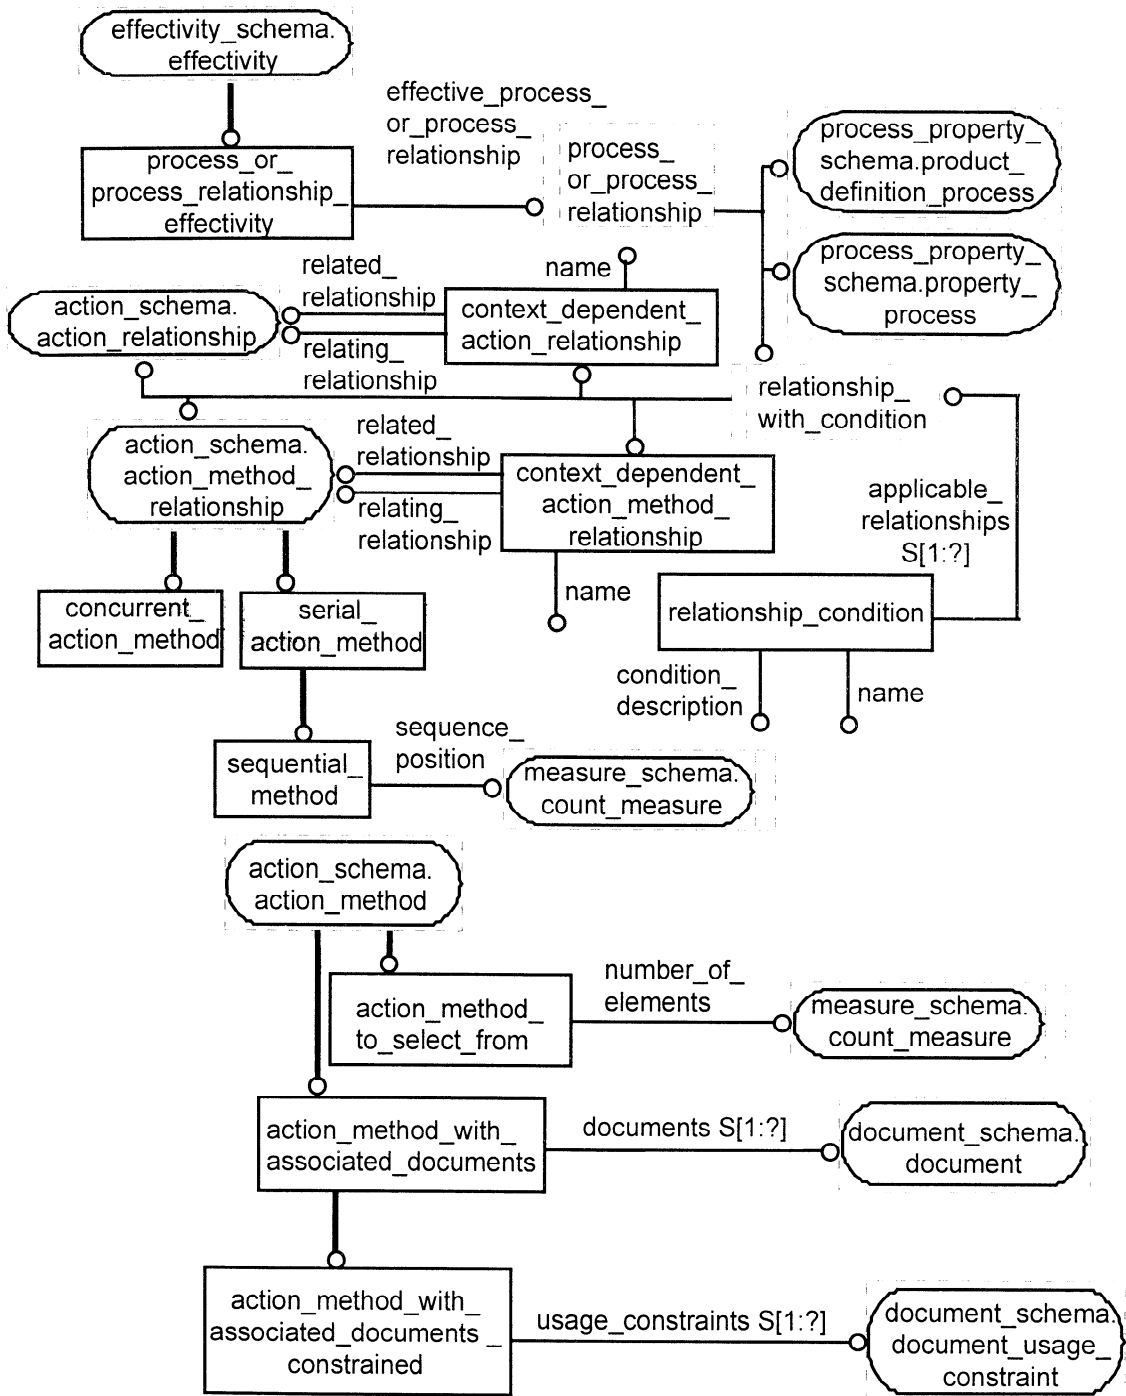 effectivity_schema.
effectivity
effective_process_
or_process_
relationship
process_or_
process_relationship_
effectivity
process_
or_process_
relationship
process_property_
schema.product_
definition_process
process_property_
schema.property_
process
related_
relationship
name
action_schema.
action_relationship
context_dependent_
action_relationship
relating_
relationship
relationship_
with_condition
action_schema.
action_method_
relationship
related_
relationship
relating_
relationship
context_dependent_
action_method_
relationship
applicable_
relationships
S[1:?]
concurrent_
action_method
serial_
action_method
name
relationship_condition
condition_
description
name
sequential_
method
sequence_
position
measure_schema.
count_measure
action_schema.
action_method
action_method_
to_select_from
number_of_
elements
measure_schema.
count_measure
action_method_with_
associated_documents
documents S[1:?]
document_schema.
document
action_method_with_
associated_documents_
constrained
usage_constraints S[1:?]
document_schema.
document_usage_
constraint